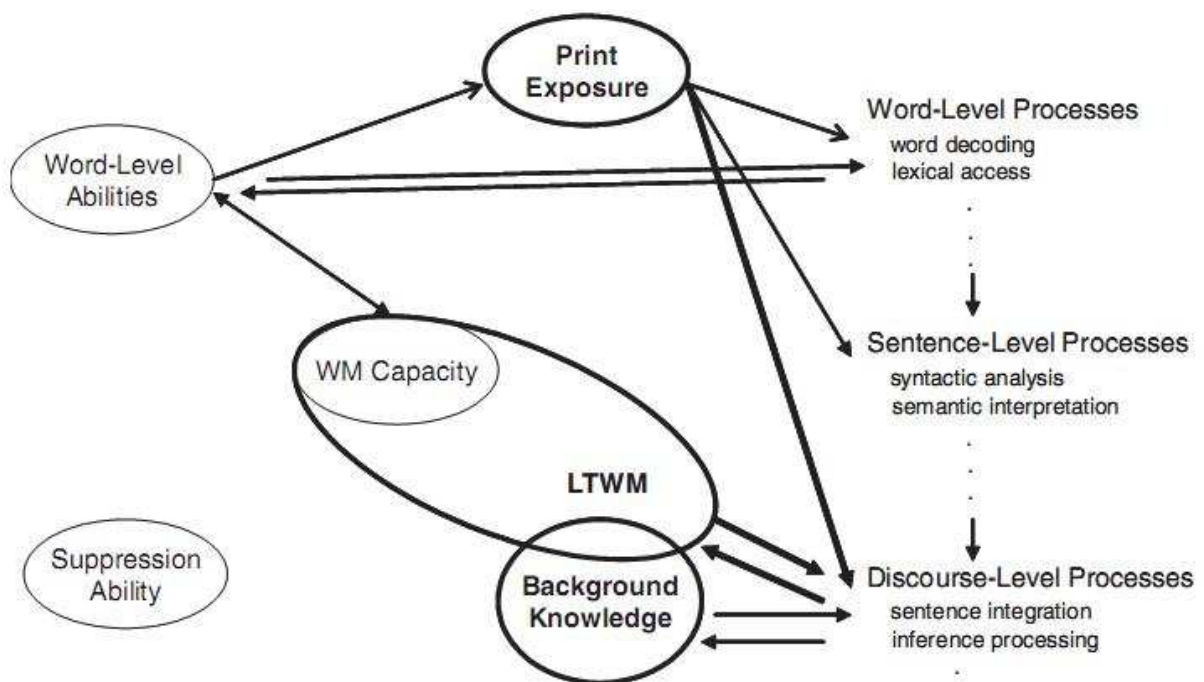 Print
Exposure
Word-Level Processes
word decoding
lexical access
Word-Level
Abilities
WM Capacity
Sentence-Level Processes
syntactic analysis
semantic interpretation
LTWM
Suppression
Ability
Background
Knowledge
Discourse-Level Processes
sentence integration
inference processing